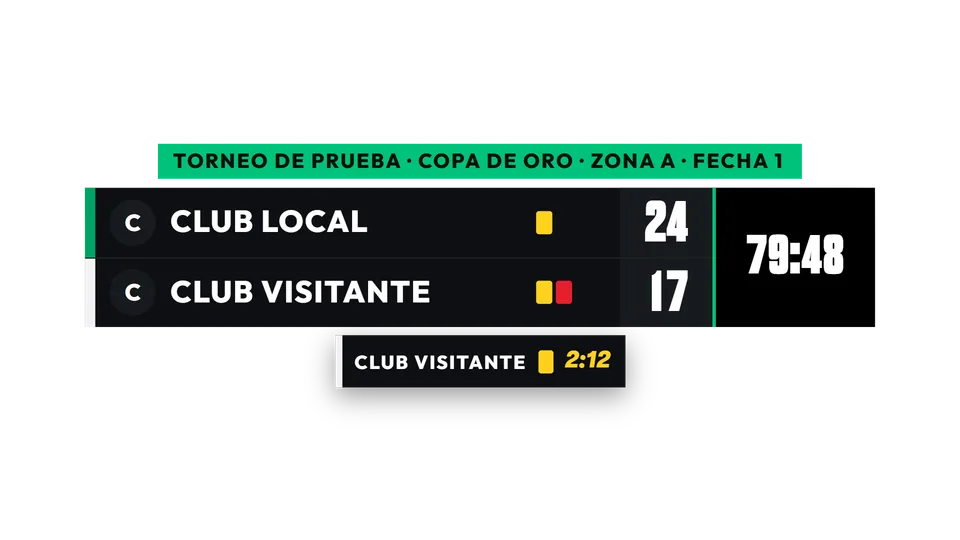 TORNEO DE PRUEBA · COPA DE ORO · ZONA A · FECHA 1
C CLUB LOCAL 24
79:48
C CLUB VISITANTE 17
CLUB VISITANTE 2:12